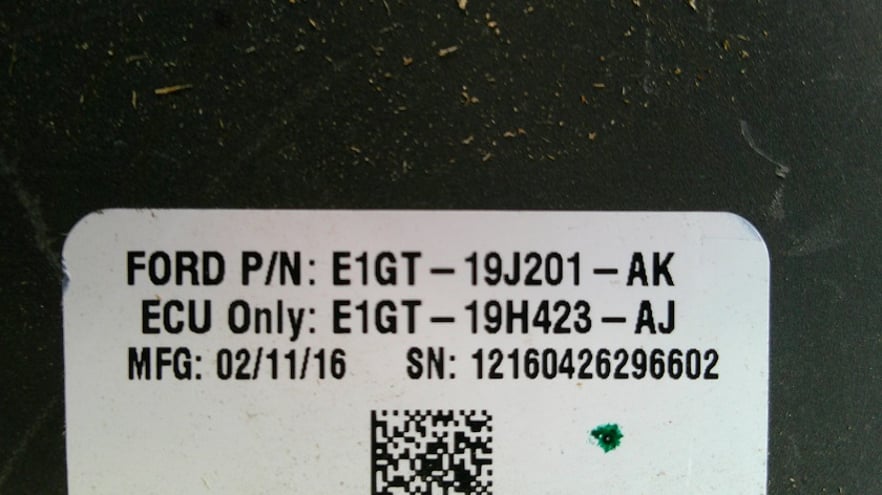 FORD P/N: E1GT-19J201-AK
ECU Only: E1GT-19H423-AJ
MFG: 02/11/16 SN: 12160426296602